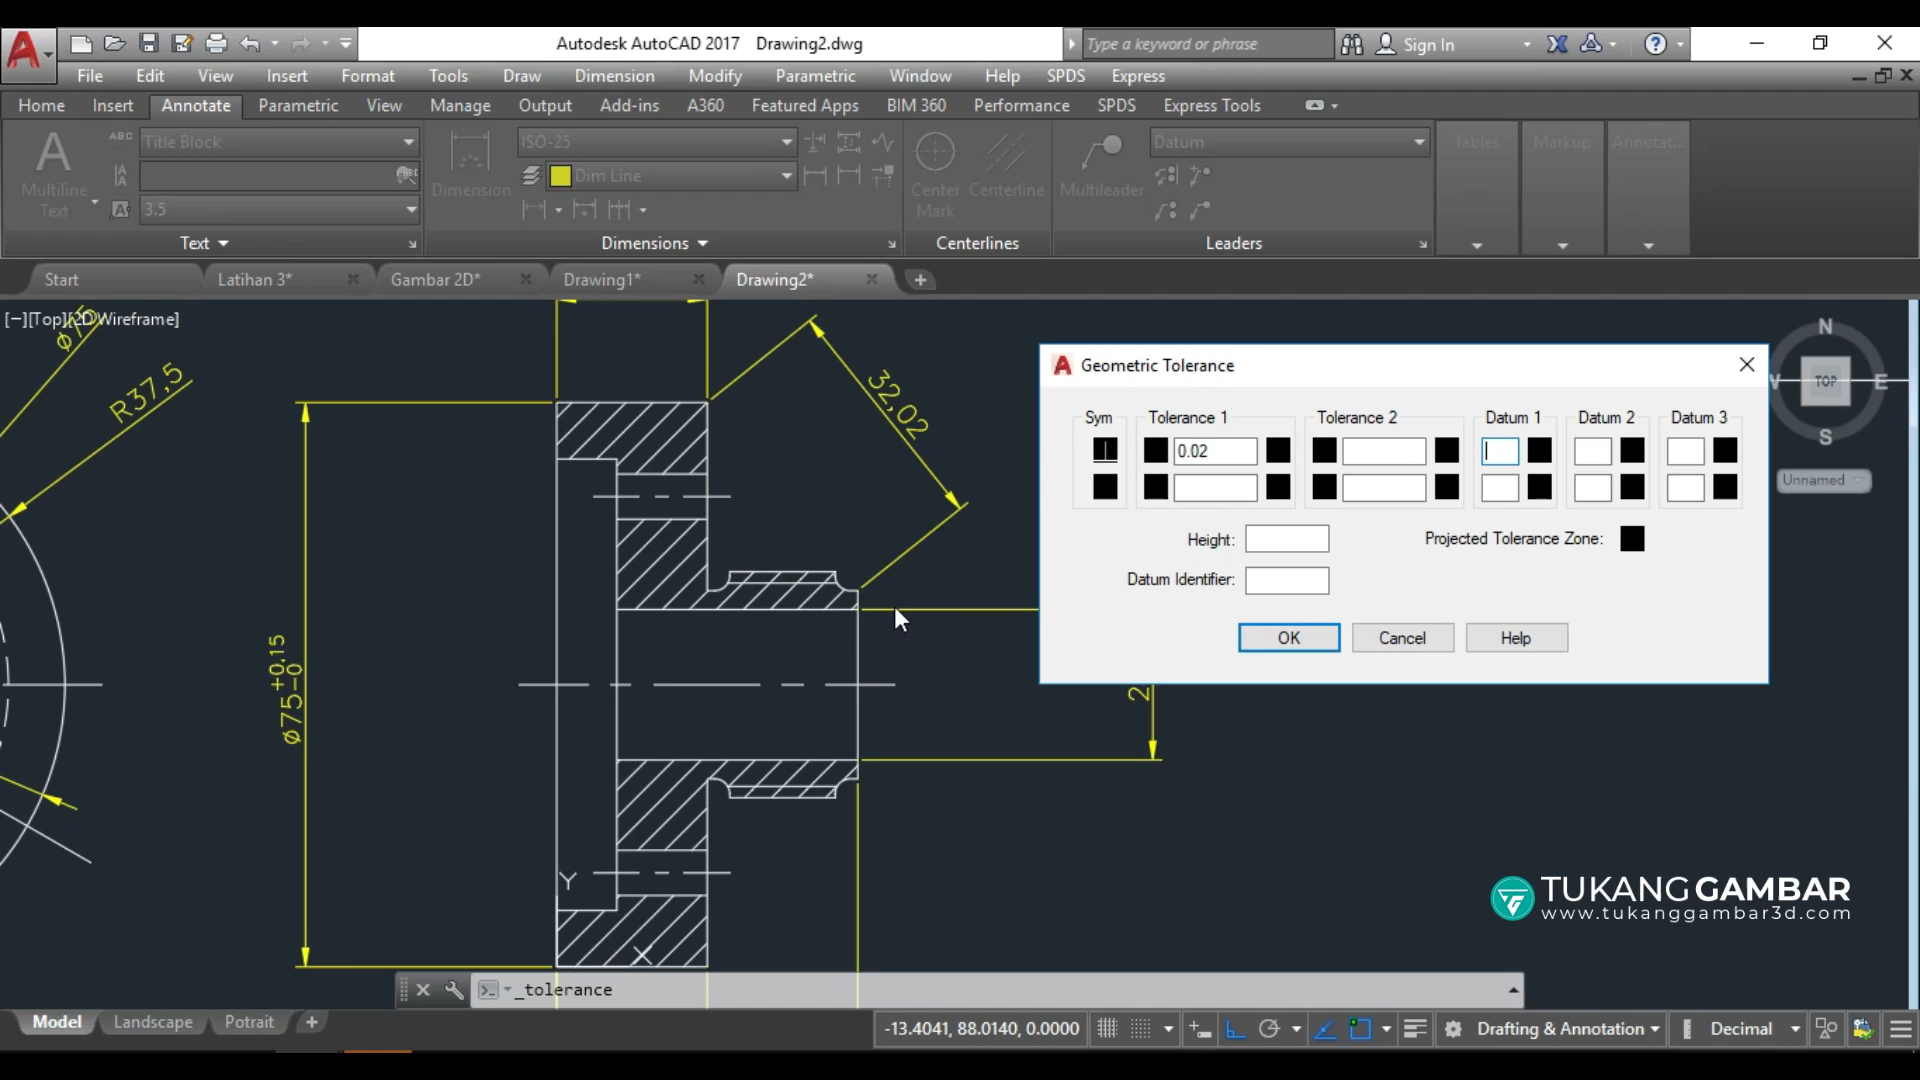 Autodesk AutoCAD 2017 Drawing2.dwg
Type a keyword or phrase
Sign In
File Edit View Insert Format Tools Draw Dimension Modify Parametric Window Help SPDS Express
Home Insert Annotate Parametric View Manage Output Add-ins A360 Featured Apps BIM 360 Performance SPDS Express Tools
Title Block
ISO-25
Datum
Tables
Markup
Annotat...
Multiline
Text
Dimension
Dim Line
Center
Mark
Centerline
Multileader
3.5
Text
Dimensions
Centerlines
Leaders
Start
Latihan 3*
Gambar 2D*
Drawing1*
Drawing2*
[−][Top][2D Wireframe]
⌀75
R37,5
32,02
⌀75
+0.15
-0
2
N
TOP
E
S
Unnamed
Geometric Tolerance
Sym Tolerance 1 Tolerance 2 Datum 1 Datum 2 Datum 3
0.02
Height:
Projected Tolerance Zone:
Datum Identifier:
OK Cancel Help
Y
X
TUKANG GAMBAR
www.tukanggambar3d.com
_tolerance
Model Landscape Potrait
-13.4041, 88.0140, 0.0000
Drafting & Annotation
Decimal